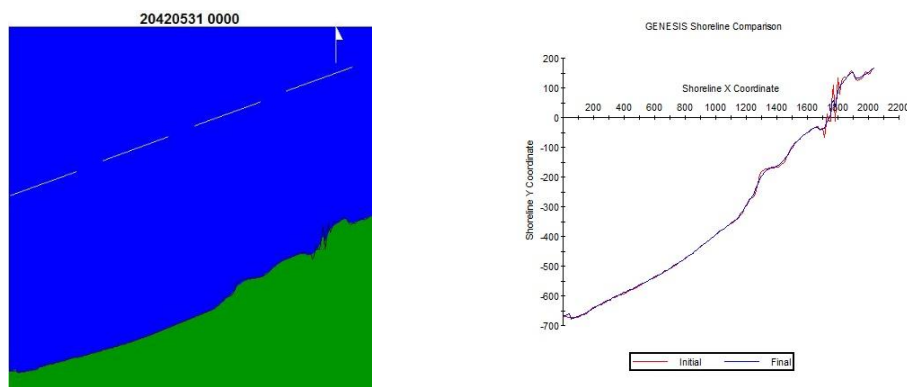 20420531 0000
GENESIS Shoreline Comparison
Shoreline X Coordinate
200 400 600 800 1000 1200 1400 1600 1800 2000 2200
Shoreline Y Coordinate
200
100
0
-100
-200
-300
-400
-500
-600
-700
Initial Final